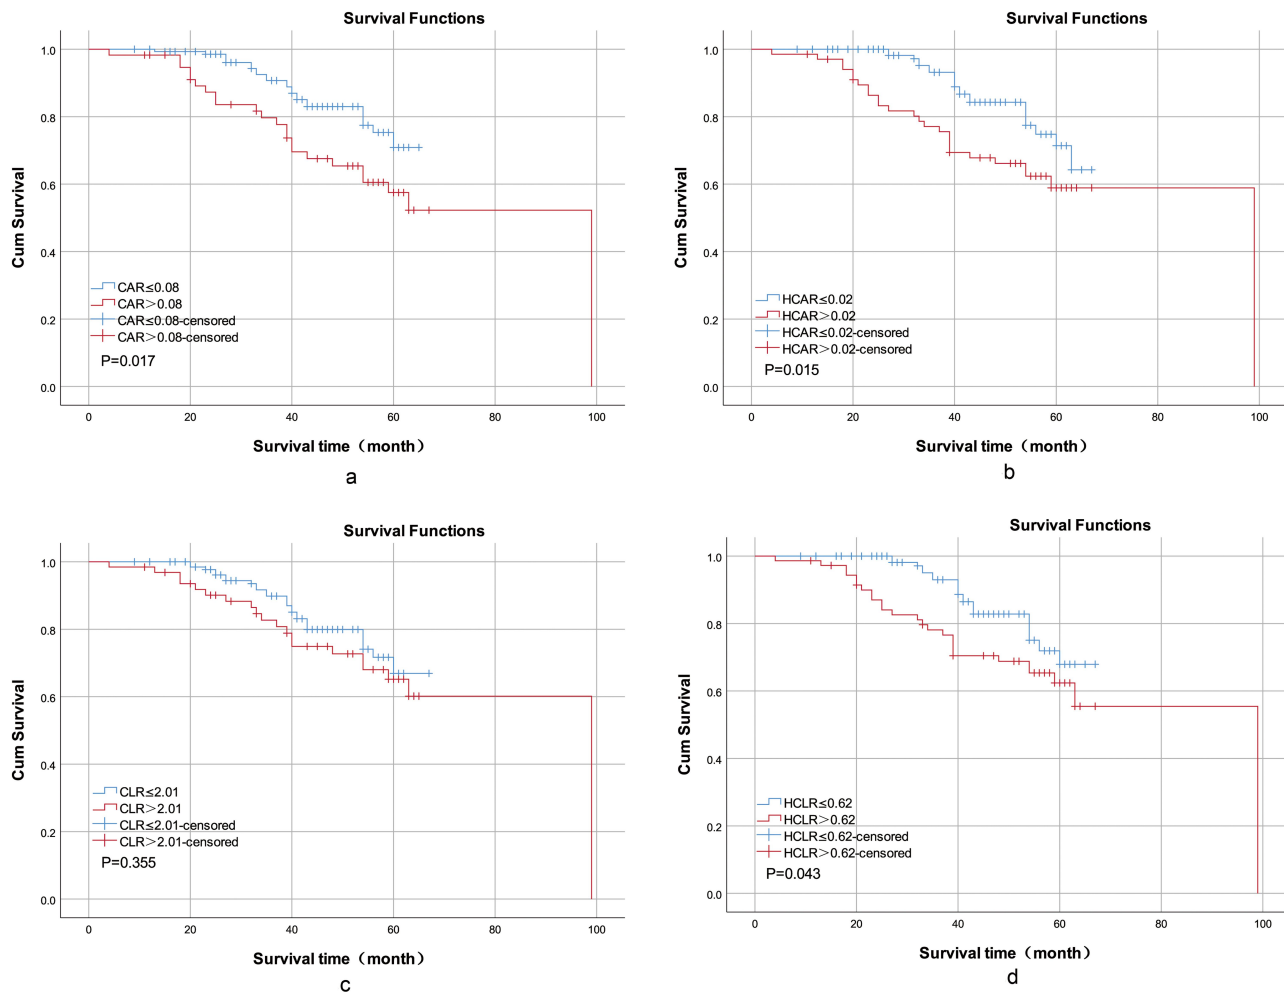 Survival Functions
Cum Survival
1.0
0.8
0.6
0.4
0.2
0.0
CAR≤0.08
CAR>0.08
CAR≤0.08-censored
CAR>0.08-censored
P=0.017
0 20 40 60 80 100
Survival time（month）
a
Survival Functions
Cum Survival
1.0
0.8
0.6
0.4
0.2
0.0
HCAR≤0.02
HCAR>0.02
HCAR≤0.02-censored
HCAR>0.02-censored
P=0.015
0 20 40 60 80 100
Survival time（month）
b
Survival Functions
Cum Survival
1.0
0.8
0.6
0.4
0.2
0.0
CLR≤2.01
CLR>2.01
CLR≤2.01-censored
CLR>2.01-censored
P=0.355
0 20 40 60 80 100
Survival time（month）
c
Survival Functions
Cum Survival
1.0
0.8
0.6
0.4
0.2
0.0
HCLR≤0.62
HCLR>0.62
HCLR≤0.62-censored
HCLR>0.62-censored
P=0.043
0 20 40 60 80 100
Survival time（month）
d